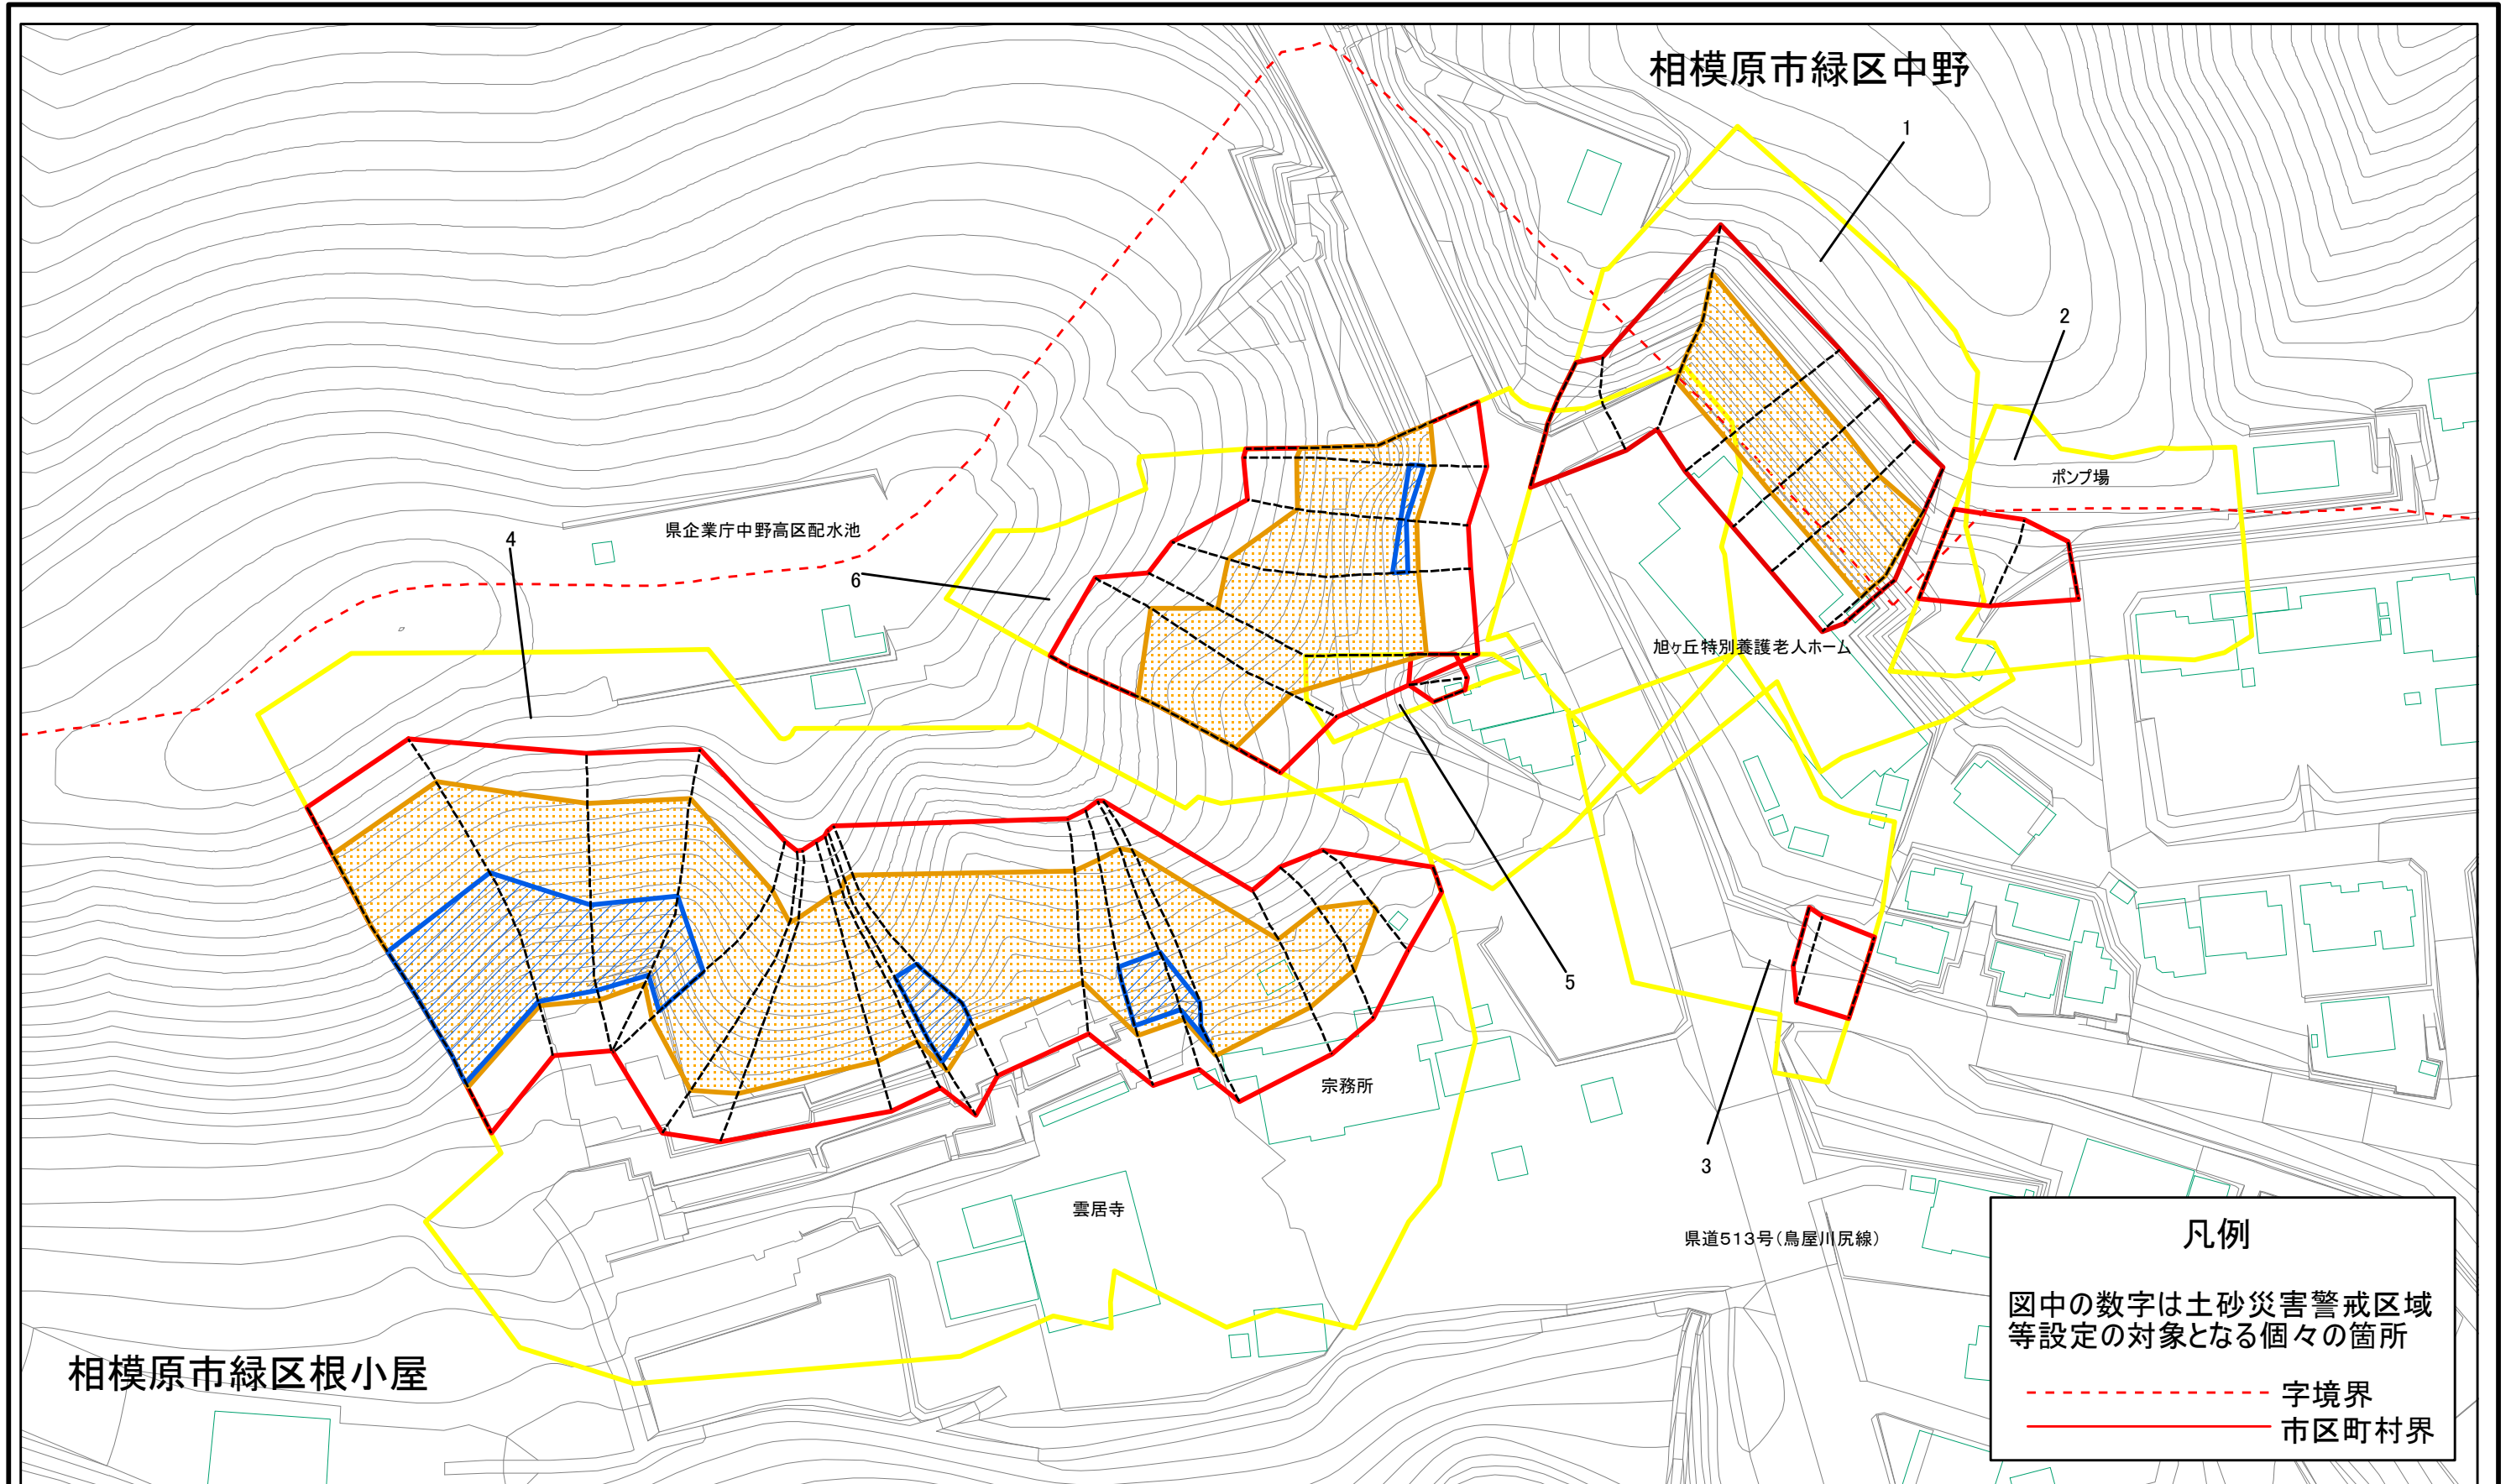 相模原市緑区中野
1
2
ポンプ場
県企業庁中野高区配水池
4
6
旭ヶ丘特別養護老人ホーム
5
宗務所
3
雲居寺
県道513号(鳥屋川尻線)
相模原市緑区根小屋
凡例
図中の数字は土砂災害警戒区域
等設定の対象となる個々の箇所
字境界
市区町村界